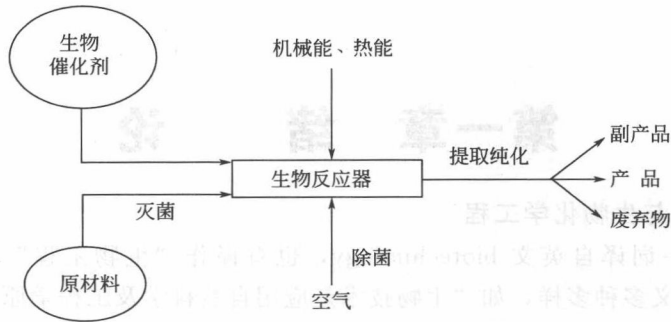 生物
催化剂
机械能、热能
副产品
提取纯化
生物反应器
产品
灭菌
废弃物
除菌
原材料
空气